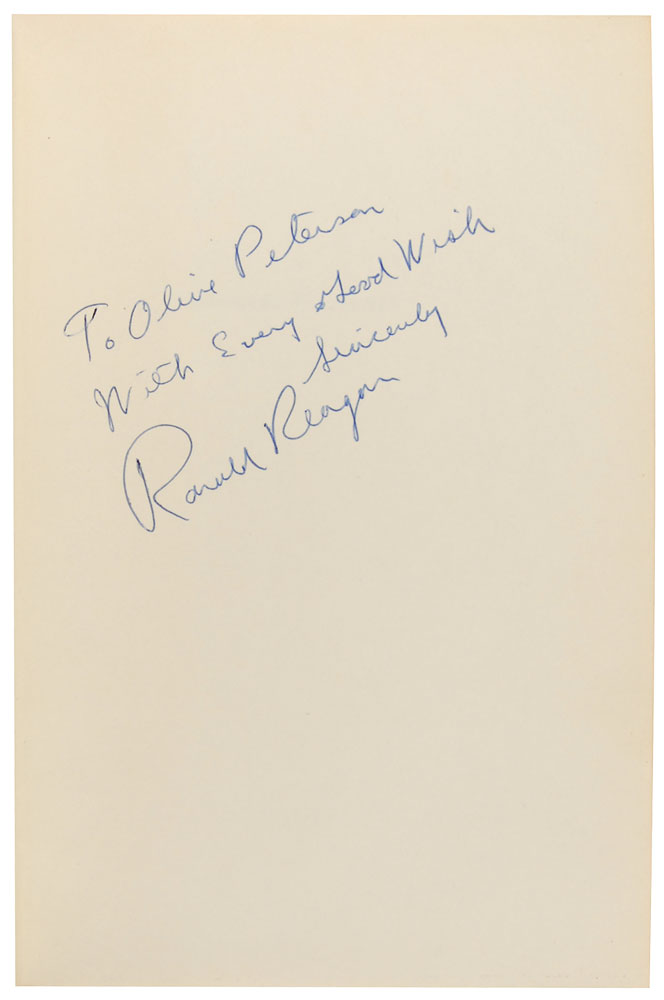 To Olive Peterson
With Every Good Wish
Sincerely
Ronald Reagan